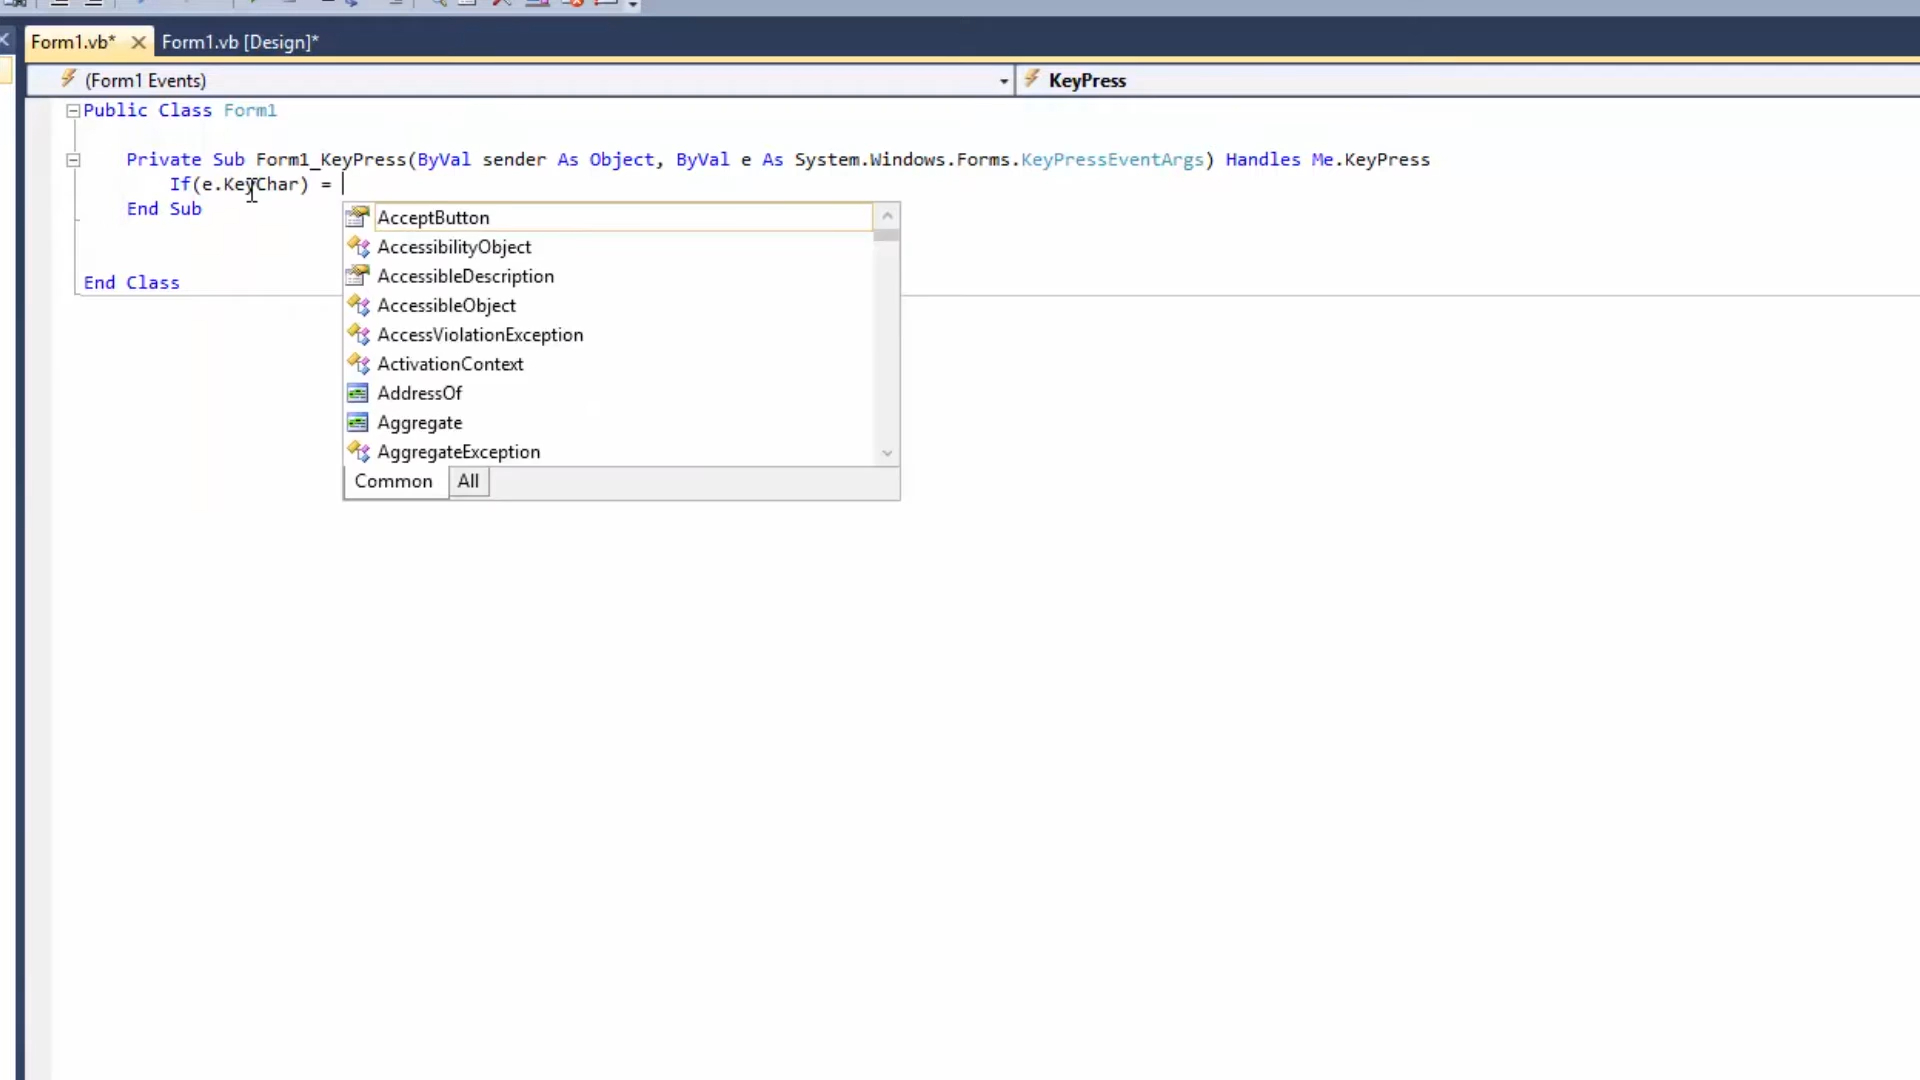 Form1.vb* Form1.vb [Design]*
(Form1 Events) KeyPress
Public Class Form1
Private Sub Form1_KeyPress(ByVal sender As Object, ByVal e As System.Windows.Forms.KeyPressEventArgs) Handles Me.KeyPress
If(e.KeyChar) =
End Sub
AcceptButton
AccessibilityObject
AccessibleDescription
End Class
AccessibleObject
AccessViolationException
ActivationContext
AddressOf
Aggregate
AggregateException
Common All